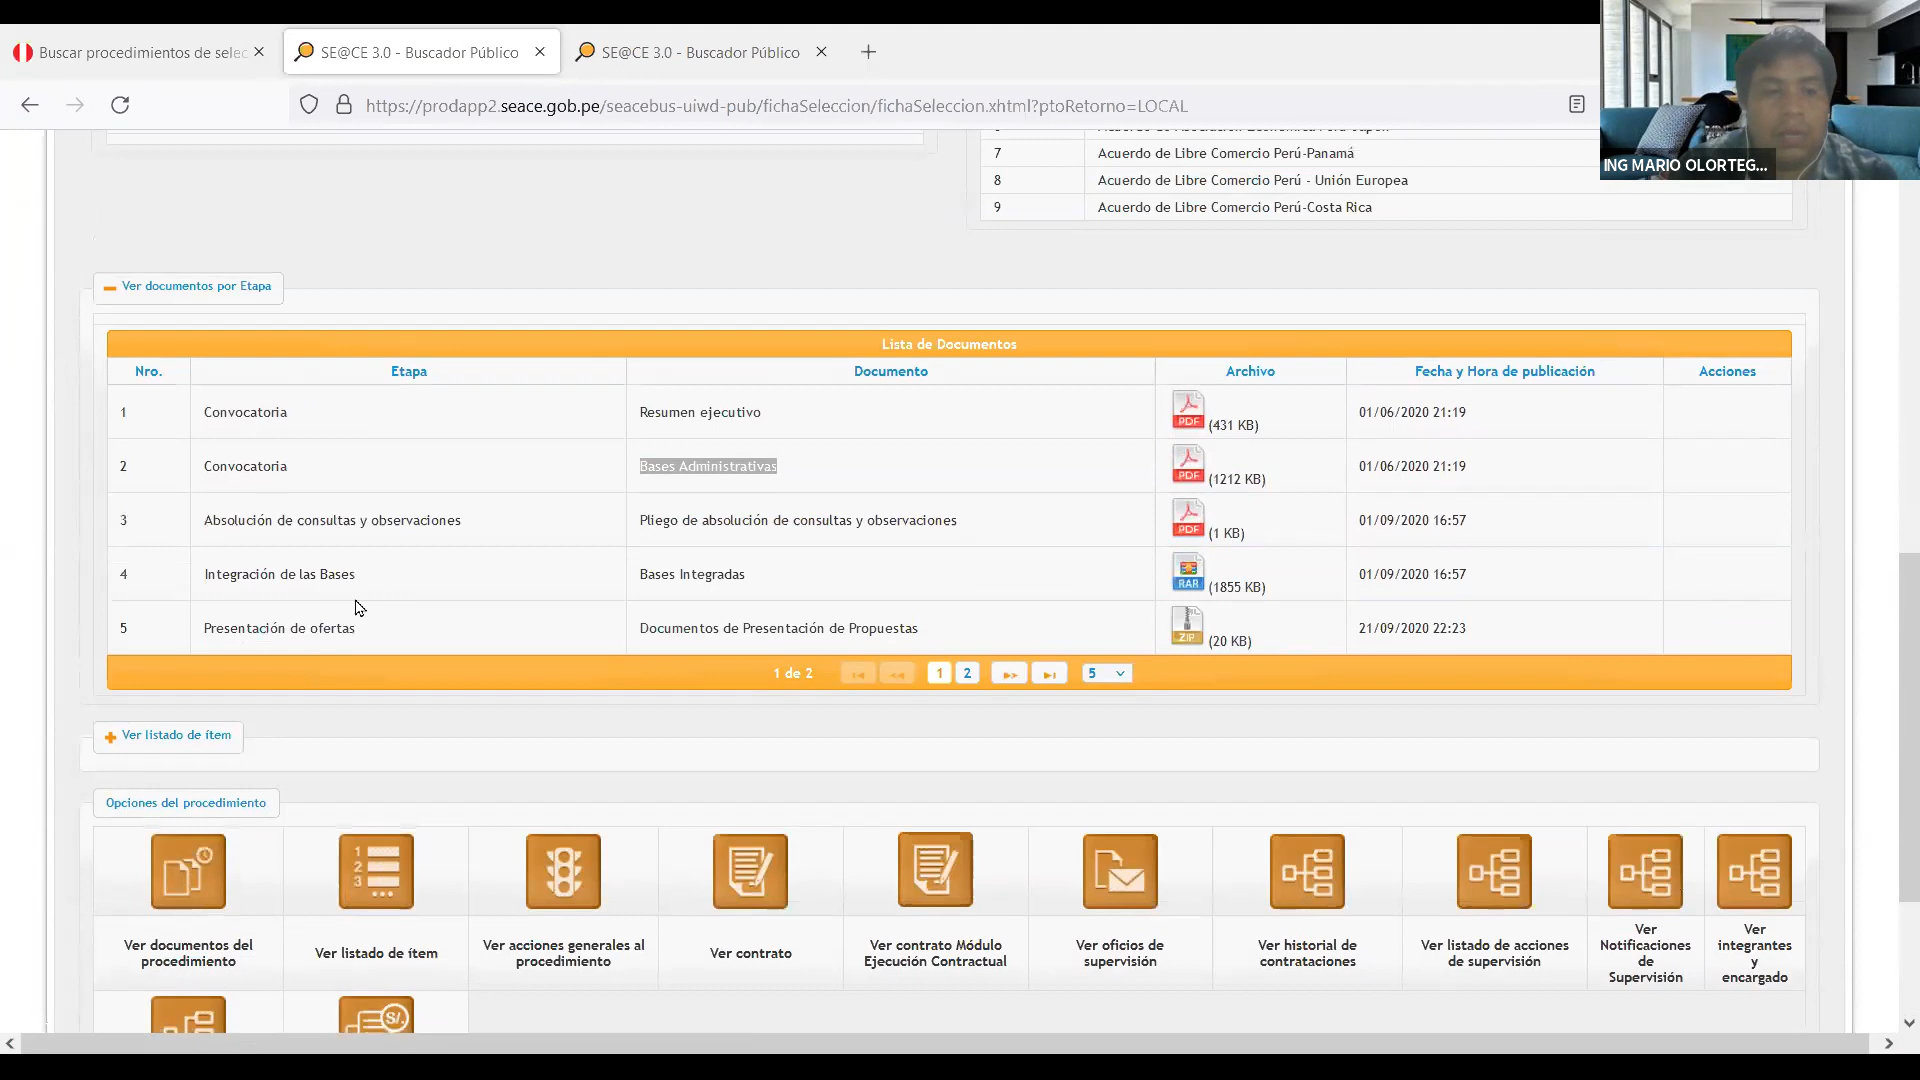 Buscar procedimientos de selec
SE@CE 3.0 - Buscador Público
SE@CE 3.0 - Buscador Público
https://prodapp2.seace.gob.pe/seacebus-uiwd-pub/fichaSeleccion/fichaSeleccion.xhtml?ptoRetorno=LOCAL
ING MARIO OLORTEG...
7 Acuerdo de Libre Comercio Perú-Panamá
8 Acuerdo de Libre Comercio Perú - Unión Europea
9 Acuerdo de Libre Comercio Perú-Costa Rica
Ver documentos por Etapa
Lista de Documentos
Nro. Etapa Documento Archivo Fecha y Hora de publicación Acciones
1 Convocatoria Resumen ejecutivo PDF (431 KB) 01/06/2020 21:19
2 Convocatoria Bases Administrativas PDF (1212 KB) 01/06/2020 21:19
3 Absolución de consultas y observaciones Pliego de absolución de consultas y observaciones PDF (1 KB) 01/09/2020 16:57
4 Integración de las Bases Bases Integradas RAR (1855 KB) 01/09/2020 16:57
5 Presentación de ofertas Documentos de Presentación de Propuestas ZIP (20 KB) 21/09/2020 22:23
1 de 2 1 2 5
Ver listado de ítem
Opciones del procedimiento
1
2
3
Ver documentos del
procedimiento
Ver listado de ítem
Ver acciones generales al
procedimiento
Ver contrato
Ver contrato Módulo
Ejecución Contractual
Ver oficios de
supervisión
Ver historial de
contrataciones
Ver listado de acciones
de supervisión
Ver
Notificaciones
de
Supervisión
Ver
integrantes
y
encargado
S/.